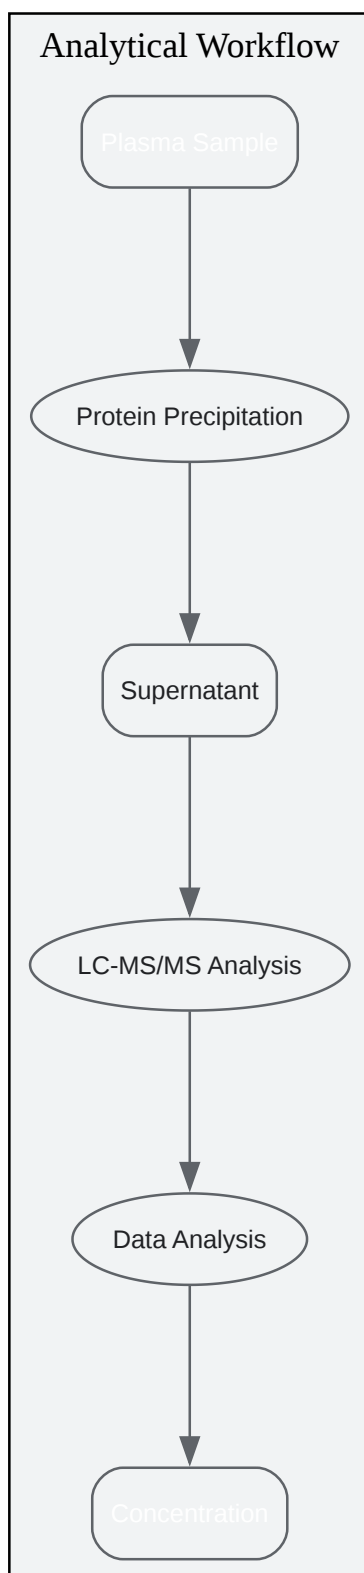 Analytical Workflow
Plasma Sample
Protein Precipitation
Supernatant
LC-MS/MS Analysis
Data Analysis
Concentration